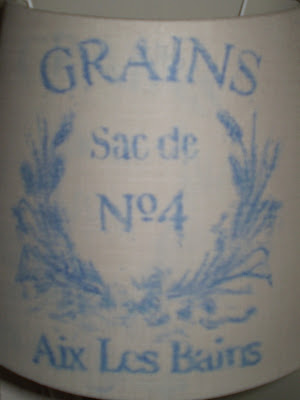 GRAINS
Sac de
Nº4
Aix Les Bains